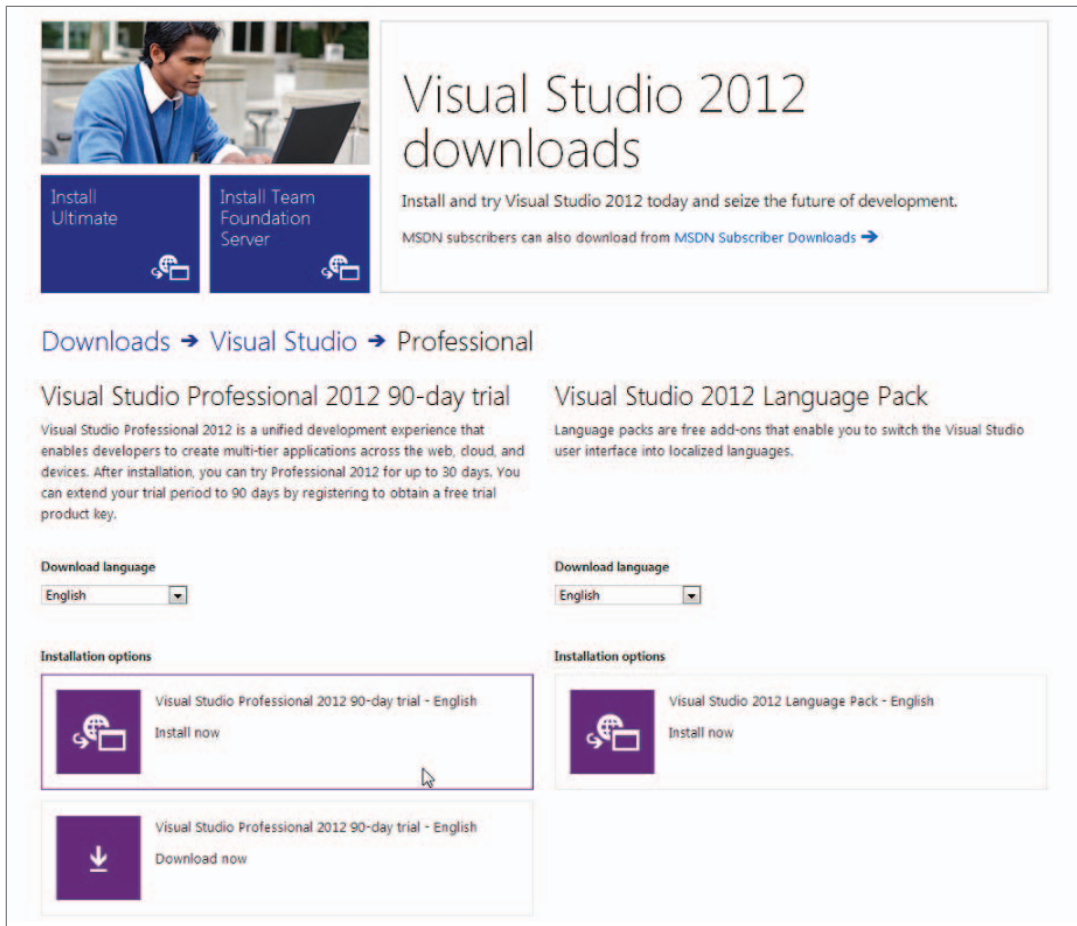 Install
Ultimate
Install Team
Foundation
Server
Visual Studio 2012
downloads
Install and try Visual Studio 2012 today and seize the future of development.
MSDN subscribers can also download from MSDN Subscriber Downloads ➔
Downloads ➔ Visual Studio ➔ Professional
Visual Studio Professional 2012 90-day trial
Visual Studio Professional 2012 is a unified development experience that
enables developers to create multi-tier applications across the web, cloud, and
devices. After installation, you can try Professional 2012 for up to 30 days. You
can extend your trial period to 90 days by registering to obtain a free trial
product key.
Download language
English
Installation options
Visual Studio Professional 2012 90-day trial - English
Install now
Visual Studio Professional 2012 90-day trial - English
Download now
Visual Studio 2012 Language Pack
Language packs are free add-ons that enable you to switch the Visual Studio
user interface into localized languages.
Download language
English
Installation options
Visual Studio 2012 Language Pack - English
Install now